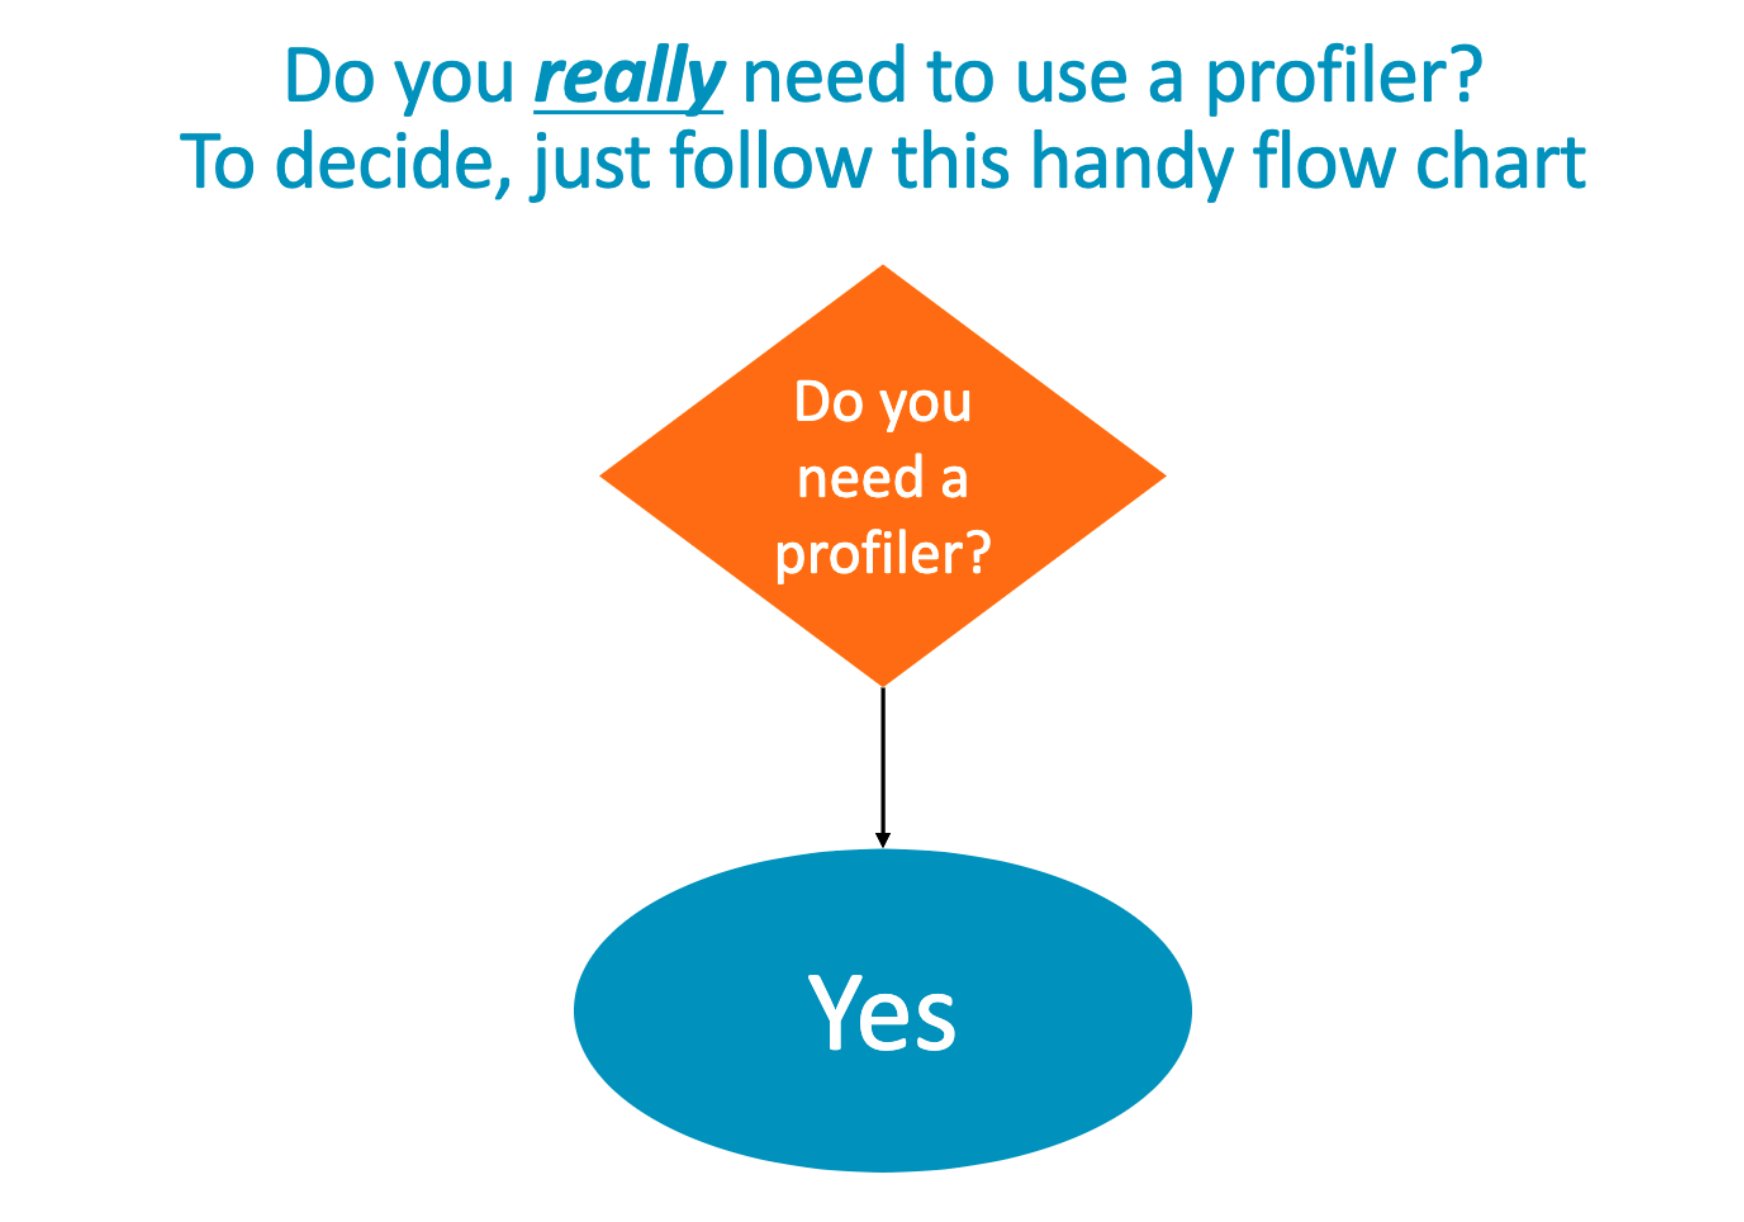 Do you really need to use a profiler?
To decide, just follow this handy flow chart
Do you
need a
profiler?
Yes